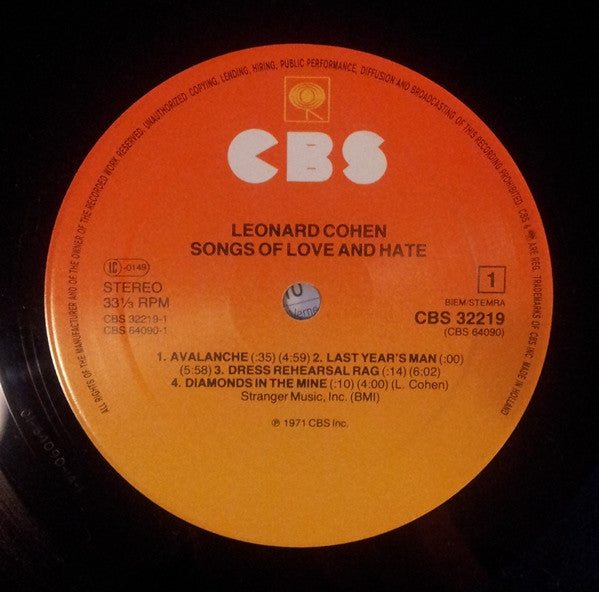 ALL RIGHTS OF THE MANUFACTURER AND OF THE OWNER OF THE RECORDED WORK RESERVED. UNAUTHORIZED COPYING, LENDING, HIRING, PUBLIC PERFORMANCE, DIFFUSION AND BROADCASTING OF THIS RECORDING PROHIBITED. CBS & ARE REG. TRADEMARKS OF CBS INC. MADE IN HOLLAND
CBS
LEONARD COHEN
SONGS OF LOVE AND HATE
LC-0149
STEREO
33⅓ RPM
CBS 32219-1
CBS 64090-1
1
BIEM/STEMRA
CBS 32219
(CBS 64090)
1. AVALANCHE (:35) (4:59) 2. LAST YEAR'S MAN (:00)
(5:58) 3. DRESS REHEARSAL RAG (:14) (6:02)
4. DIAMONDS IN THE MINE (:10) (4:00) (L. Cohen)
Stranger Music, Inc. (BMI)
℗ 1971 CBS Inc.